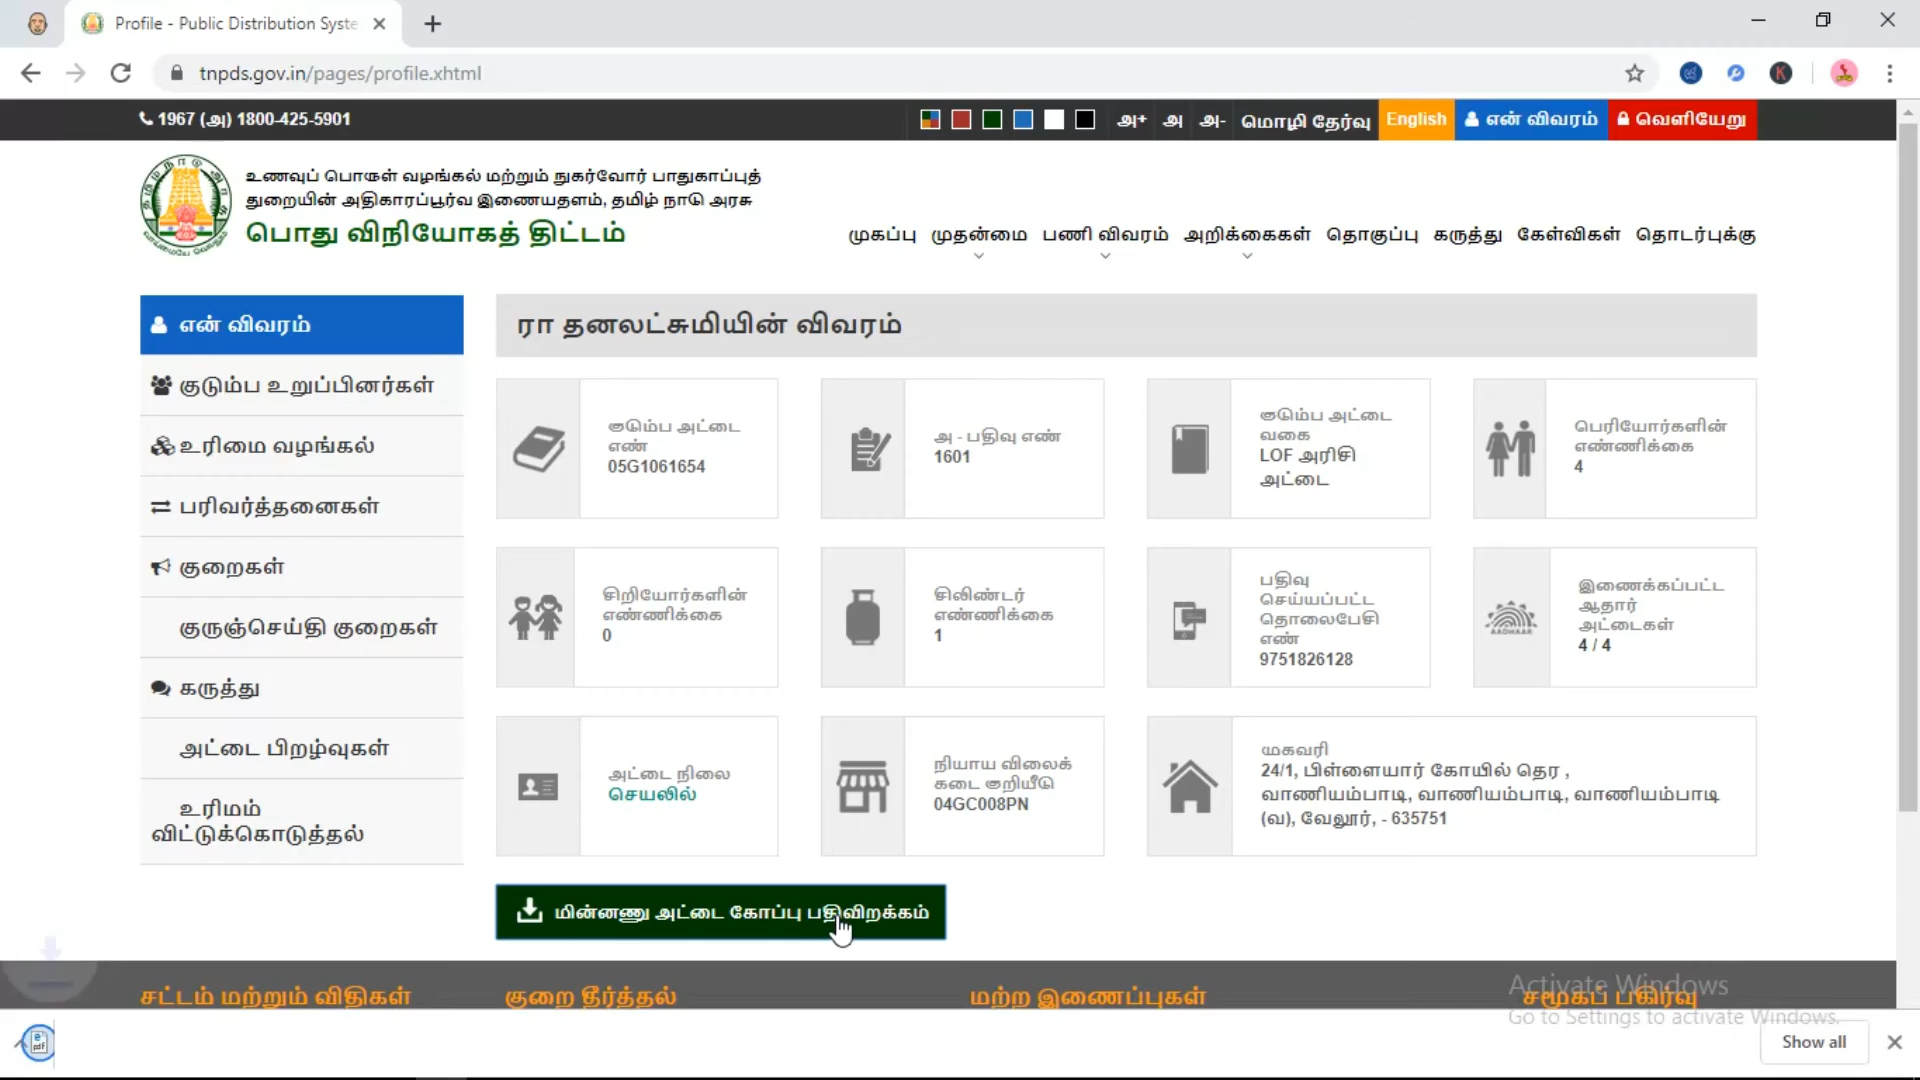 Profile - Public Distribution Syste
tnpds.gov.in/pages/profile.xhtml
1967 (அ) 1800-425-5901
அ+ அ அ- மொழி தேர்வு English என் விவரம் வெளியேறு
உணவுப் பொருள் வழங்கல் மற்றும் நுகர்வோர் பாதுகாப்புத்
துறையின் அதிகாரப்பூர்வ இணையதளம், தமிழ் நாடு அரசு
பொது விநியோகத் திட்டம்
முகப்பு முதன்மை பணி விவரம் அறிக்கைகள் தொகுப்பு கருத்து கேள்விகள் தொடர்புக்கு
என் விவரம்
குடும்ப உறுப்பினர்கள்
உரிமை வழங்கல்
பரிவர்த்தனைகள்
குறைகள்
குருஞ்செய்தி குறைகள்
கருத்து
அட்டை பிறழ்வுகள்
உரிமம்
விட்டுக்கொடுத்தல்
ரா தனலட்சுமியின் விவரம்
குடும்ப அட்டை
எண்
05G1061654
அ - பதிவு எண்
1601
குடும்ப அட்டை
வகை
LOF அரிசி
அட்டை
பெரியோர்களின்
எண்ணிக்கை
4
சிறியோர்களின்
எண்ணிக்கை
0
சிலிண்டர்
எண்ணிக்கை
1
பதிவு
செய்யப்பட்ட
தொலைபேசி
எண்
9751826128
AADHAAR
இணைக்கப்பட்ட
ஆதார்
அட்டைகள்
4 / 4
அட்டை நிலை
செயலில்
நியாய விலைக்
கடை குறியீடு
04GC008PN
முகவரி
24/1, பிள்ளையார் கோயில் தெரு ,
வாணியம்பாடி, வாணியம்பாடி, வாணியம்பாடி
(வ), வேலூர், - 635751
மின்னணு அட்டை கோப்பு பதிவிறக்கம்
சட்டம் மற்றும் விதிகள் குறை தீர்த்தல் மற்ற இணைப்புகள் சமூகப் பகிர்வு
Activate Windows
Go to Settings to activate Windows.
Show all